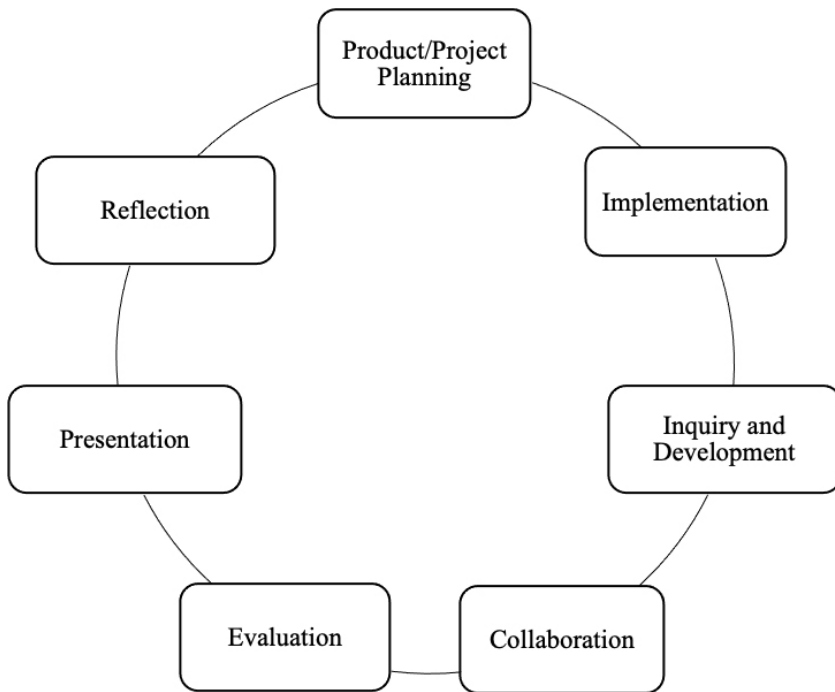 Product/Project
Planning
Implementation
Inquiry and
Development
Collaboration
Evaluation
Presentation
Reflection